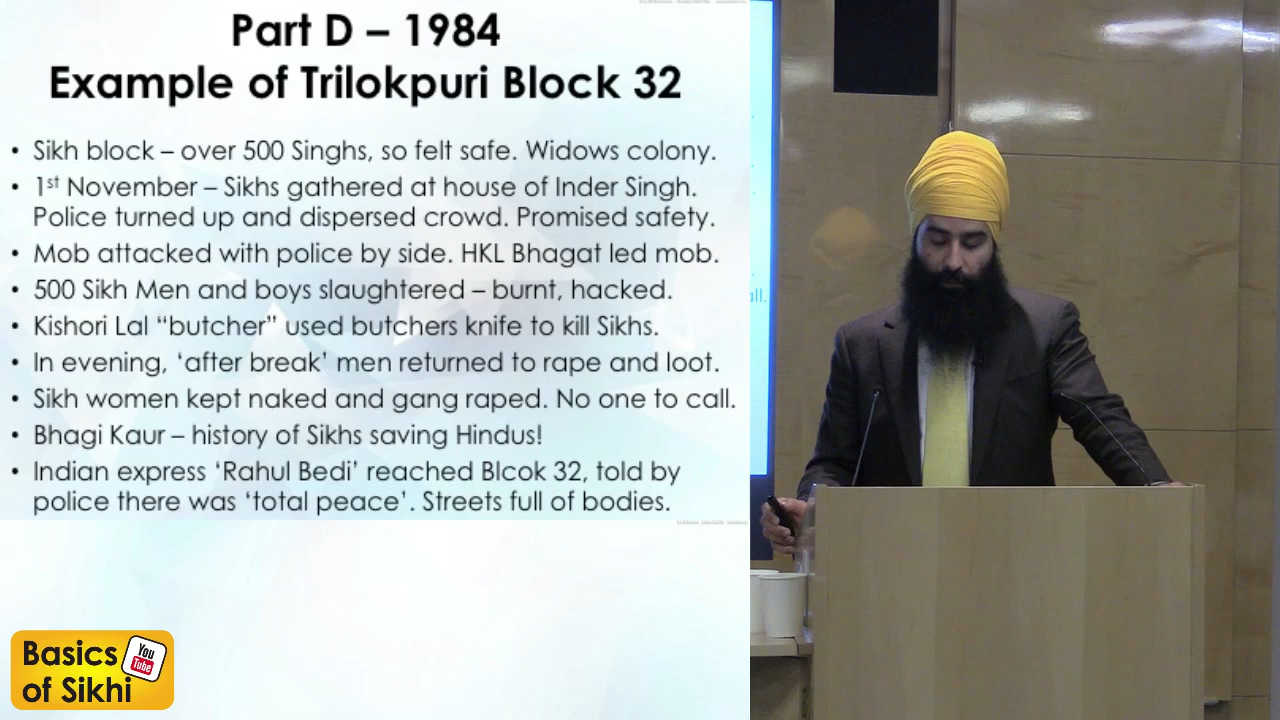 Part D – 1984
Example of Trilokpuri Block 32
• Sikh block – over 500 Singhs, so felt safe. Widows colony.
• 1st November – Sikhs gathered at house of Inder Singh.
Police turned up and dispersed crowd. Promised safety.
• Mob attacked with police by side. HKL Bhagat led mob.
• 500 Sikh Men and boys slaughtered – burnt, hacked.
• Kishori Lal “butcher” used butchers knife to kill Sikhs.
• In evening, ‘after break’ men returned to rape and loot.
• Sikh women kept naked and gang raped. No one to call.
• Bhagi Kaur – history of Sikhs saving Hindus!
• Indian express ‘Rahul Bedi’ reached Blcok 32, told by
police there was ‘total peace’. Streets full of bodies.
all.
Basics
of Sikhi
You
Tube